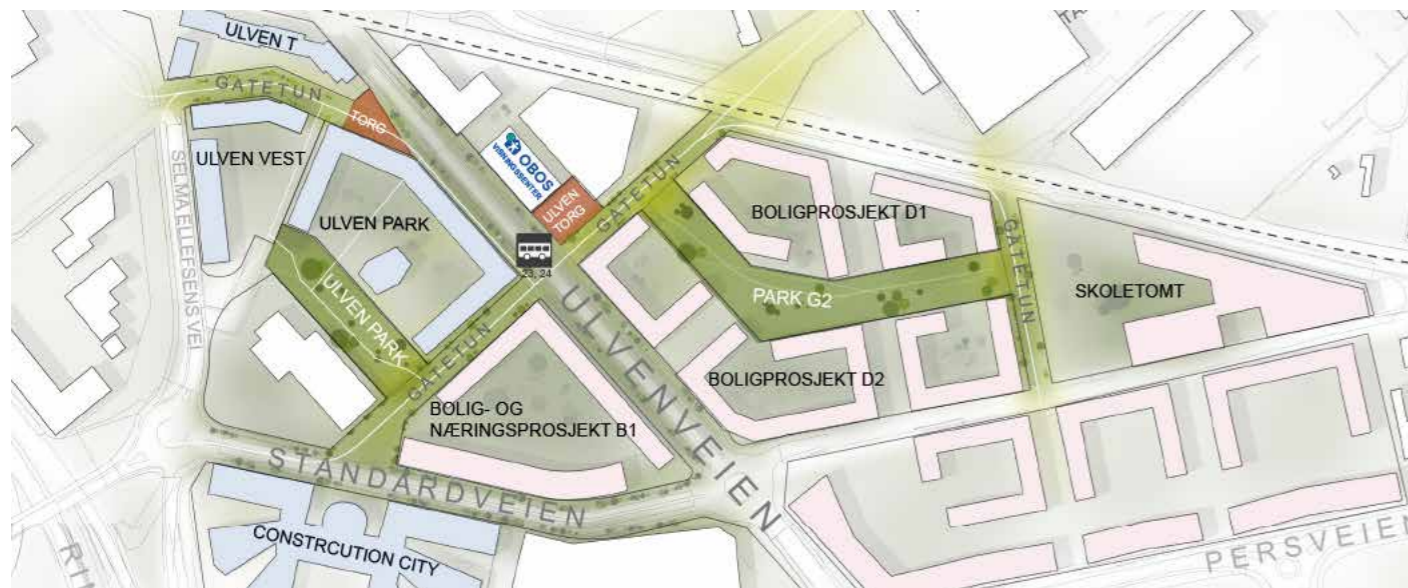 ULVEN T
GATETUN
TORG
ULVEN VEST
SELMA ELLEFSENS VEI
ULVEN PARK
ULVEN PARK
GATETUN
OBOS
VISNINGSSENTER
ULVEN
TORG
GATETUN
23, 24
BOLIGPROSJEKT D1
PARK G2
GATETUN
SKOLETOMT
BOLIGPROSJEKT D2
ULVENVEIEN
BOLIG- OG
NÆRINGSPROSJEKT B1
STANDARDVEIEN
CONSTRCUTION CITY
PERSVEIEN